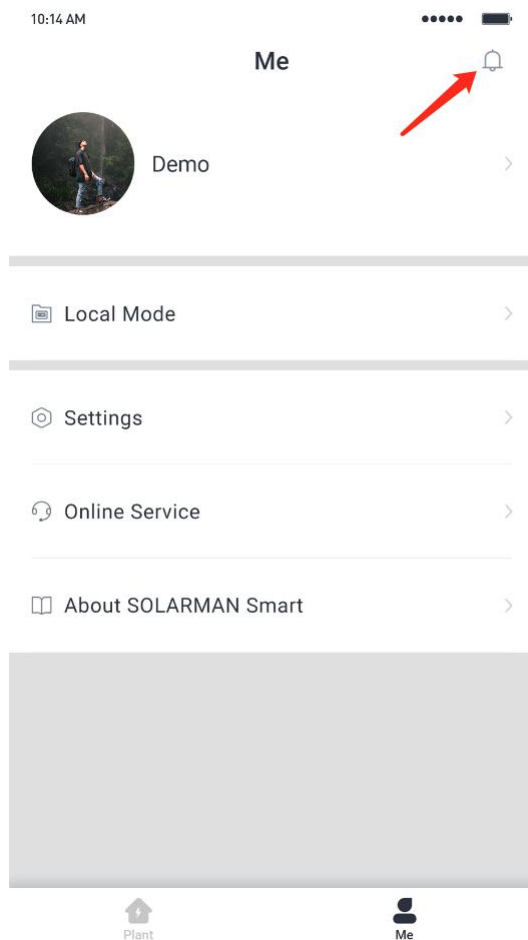 10:14 AM
Me
Demo
Local Mode
Settings
Online Service
About SOLARMAN Smart
Plant
Me